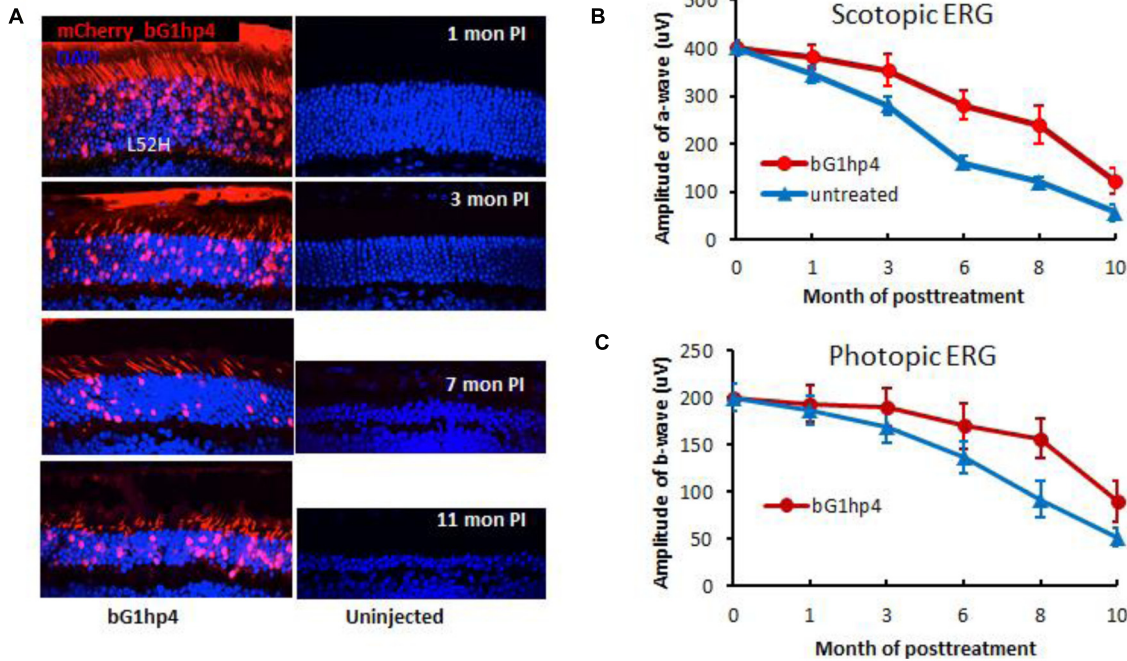 A
mCherry_bG1hp4
DAPI
L52H
1 mon PI
3 mon PI
7 mon PI
11 mon PI
bG1hp4
Uninjected
B
Scotopic ERG
Amplitude of a-wave (uV)
500
400
300
200
100
0
bG1hp4
untreated
0 1 3 6 8 10
Month of posttreatment
C
Photopic ERG
Amplitude of b-wave (uV)
250
200
150
100
50
0
bG1hp4
0 1 3 6 8 10
Month of posttreatment